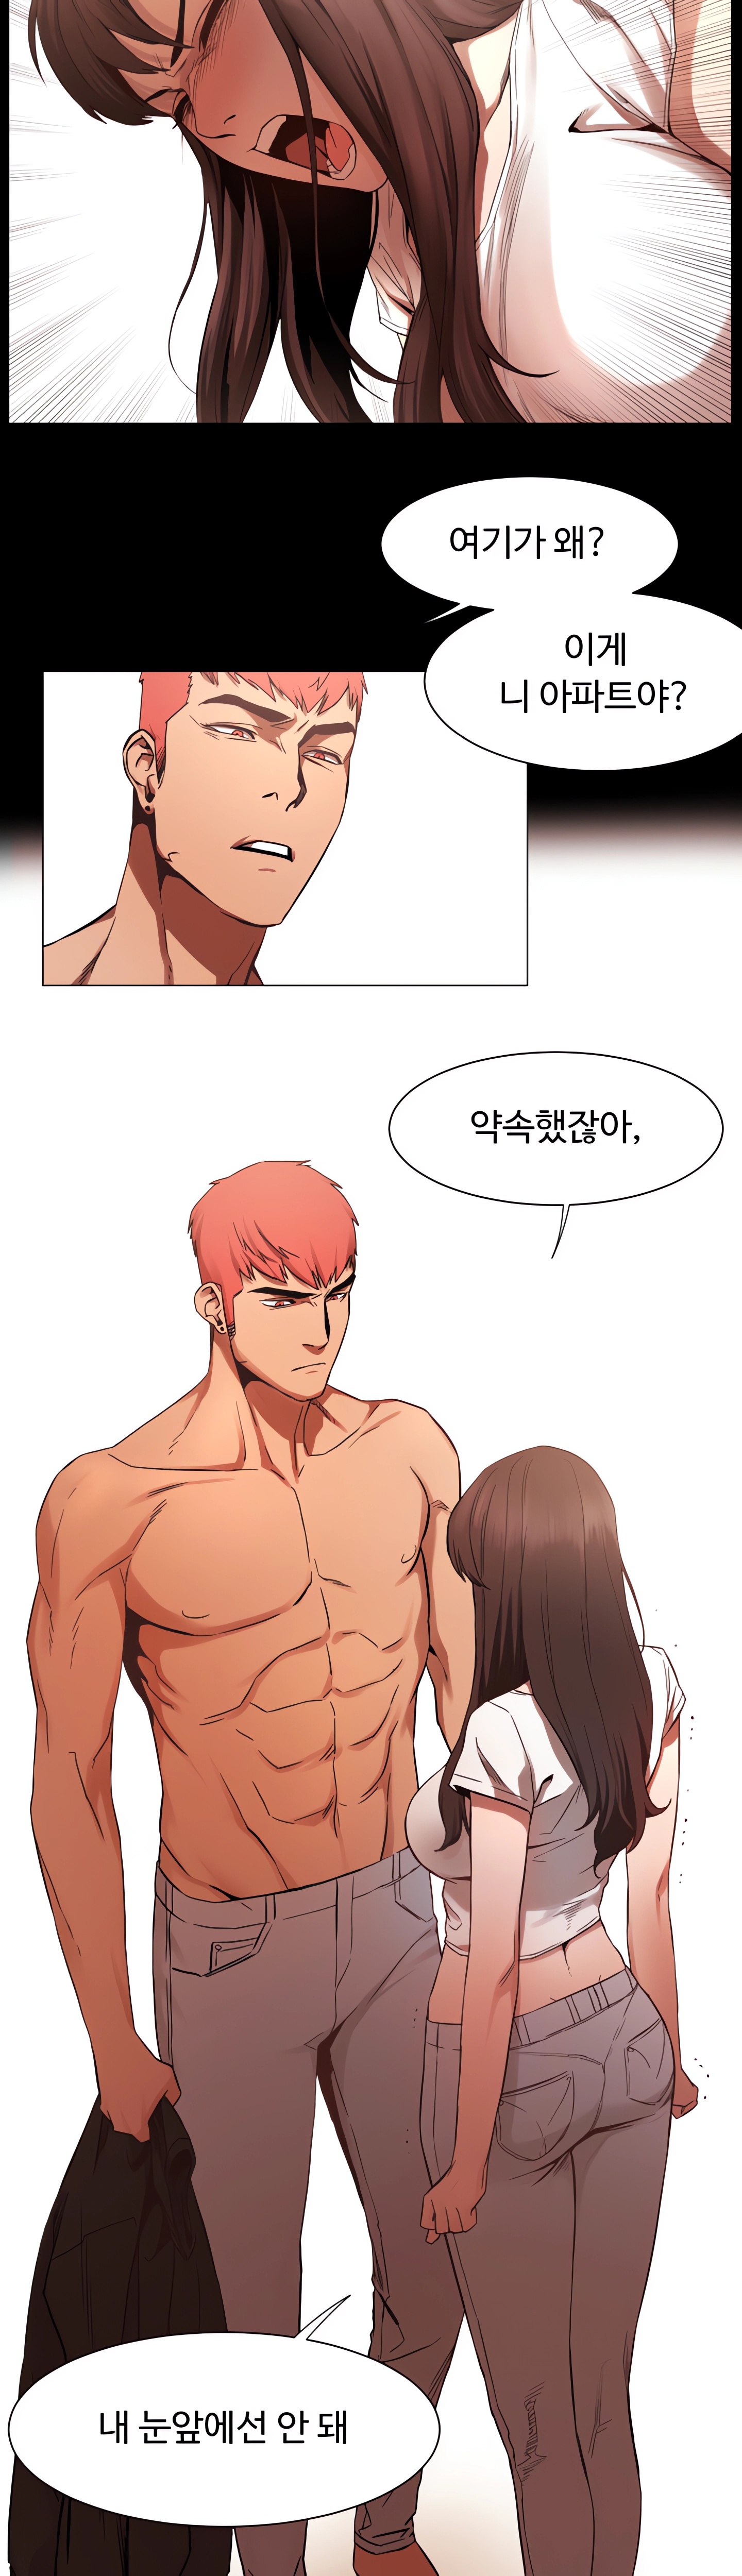 여기가 왜?
이게
니 아파트야?
약속했잖아,
내 눈앞에선 안 돼